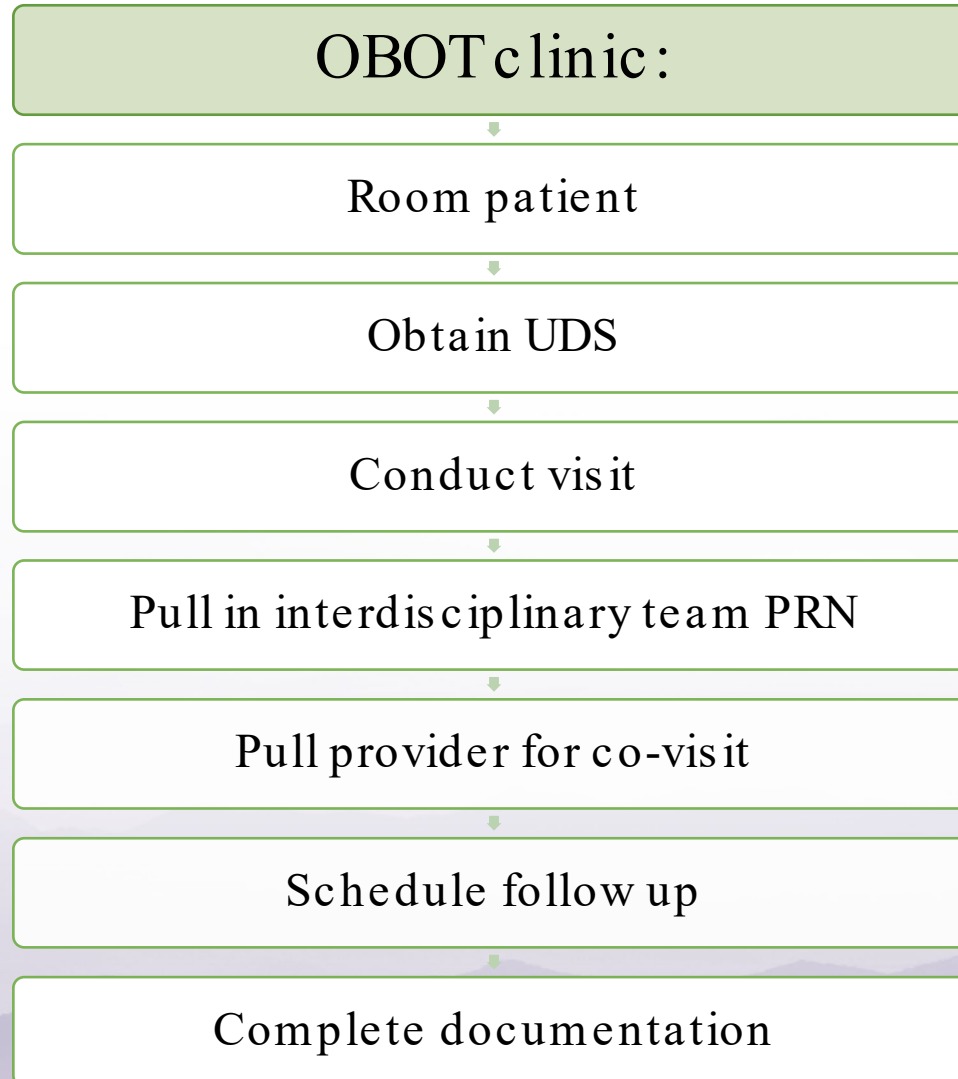 OBOT clinic:
Room patient
Obtain UDS
Conduct visit
Pull in interdisciplinary team PRN
Pull provider for co-visit
Schedule follow up
Complete documentation